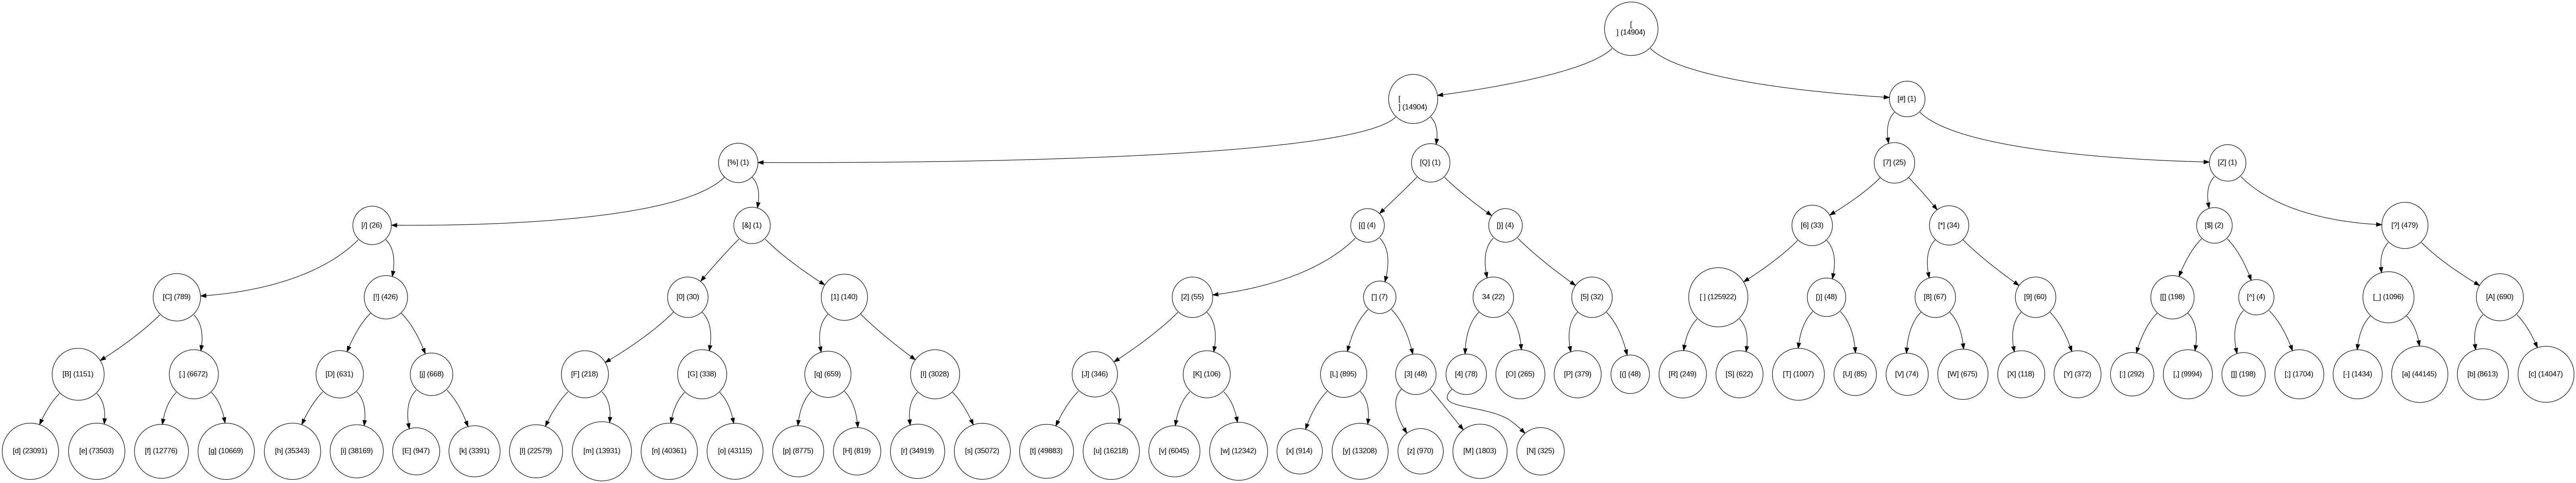 [
] (14904)
[
] (14904)
[#] (1)
[%] (1)
[Q] (1)
[7] (25)
[Z] (1)
[/] (26)
[&] (1)
[{] (4)
[}] (4)
[6] (33)
[*] (34)
[$] (2)
[?] (479)
[C] (789)
[!] (426)
[0] (30)
[1] (140)
[2] (55)
['] (7)
34 (22)
[5] (32)
[ ] (125922)
[)] (48)
[8] (67)
[9] (60)
[[] (198)
[^] (4)
[_] (1096)
[A] (690)
[B] (1151)
[.] (6672)
[D] (631)
[j] (668)
[F] (218)
[G] (338)
[q] (659)
[I] (3028)
[J] (346)
[K] (106)
[L] (895)
[3] (48)
[4] (78)
[O] (265)
[P] (379)
[(] (48)
[R] (249)
[S] (622)
[T] (1007)
[U] (85)
[V] (74)
[W] (675)
[X] (118)
[Y] (372)
[:] (292)
[,] (9994)
[]] (198)
[;] (1704)
[-] (1434)
[a] (44145)
[b] (8613)
[c] (14047)
[d] (23091)
[e] (73503)
[f] (12776)
[g] (10669)
[h] (35343)
[i] (38169)
[E] (947)
[k] (3391)
[l] (22579)
[m] (13931)
[n] (40361)
[o] (43115)
[p] (8775)
[H] (819)
[r] (34919)
[s] (35072)
[t] (49883)
[u] (16218)
[v] (6045)
[w] (12342)
[x] (914)
[y] (13208)
[z] (970)
[M] (1803)
[N] (325)